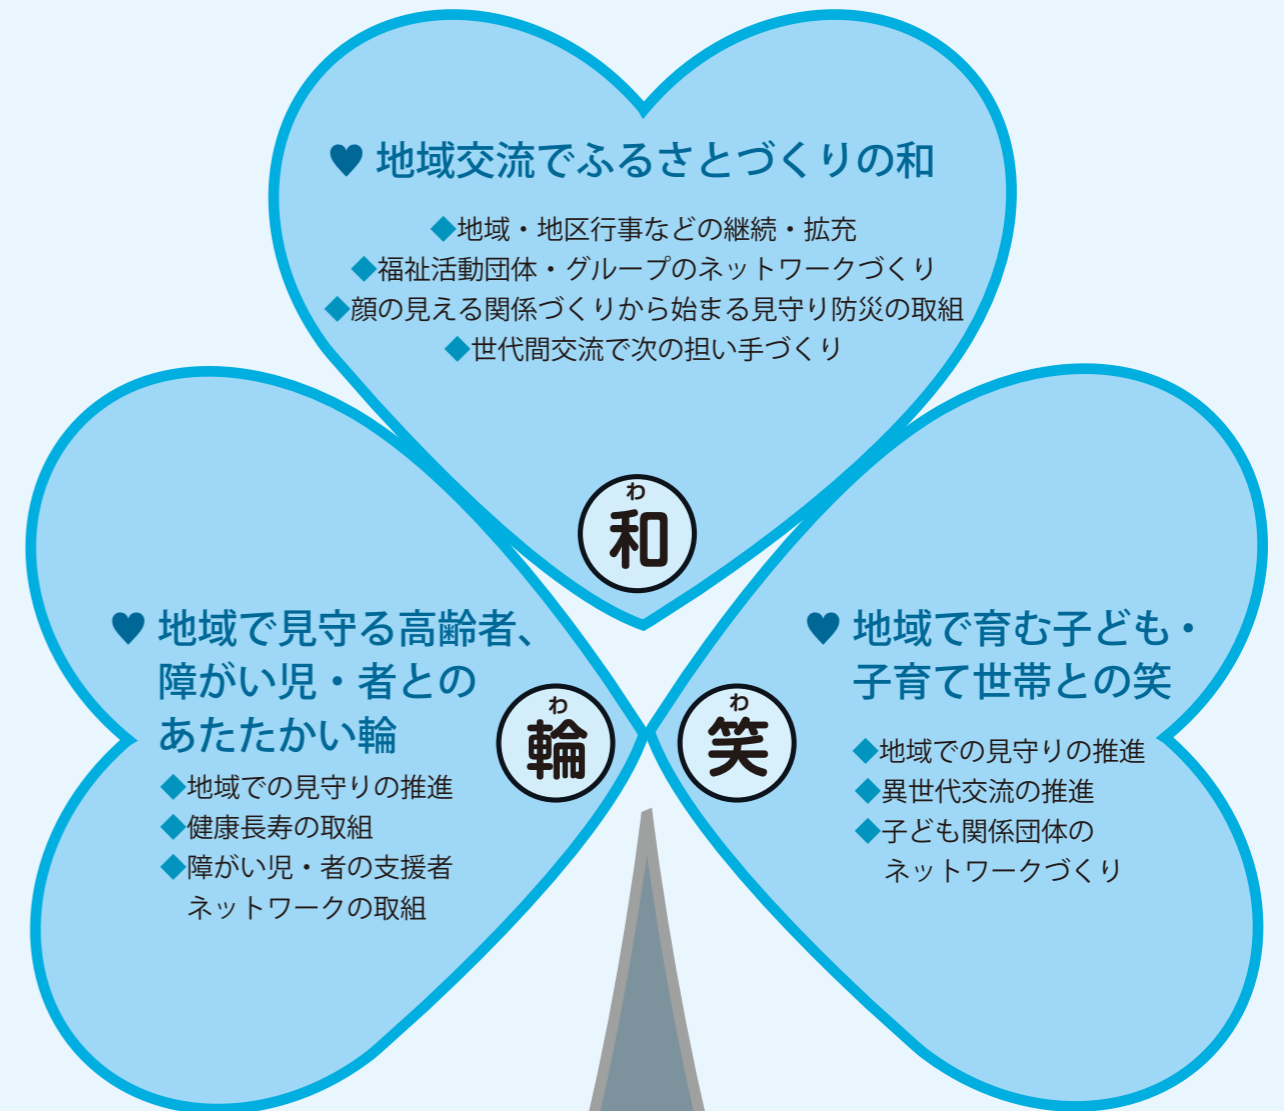 ♥ 地域交流でふるさとづくりの和
◆地域・地区行事などの継続・拡充
◆福祉活動団体・グループのネットワークづくり
◆顔の見える関係づくりから始まる見守り防災の取組
◆世代間交流で次の担い手づくり
わ
和
♥ 地域で見守る高齢者、
障がい児・者との
あたたかい輪
◆地域での見守りの推進
◆健康長寿の取組
◆障がい児・者の支援者
ネットワークの取組
わ
輪
♥ 地域で育む子ども・
子育て世帯との笑
◆地域での見守りの推進
◆異世代交流の推進
◆子ども関係団体の
ネットワークづくり
わ
笑